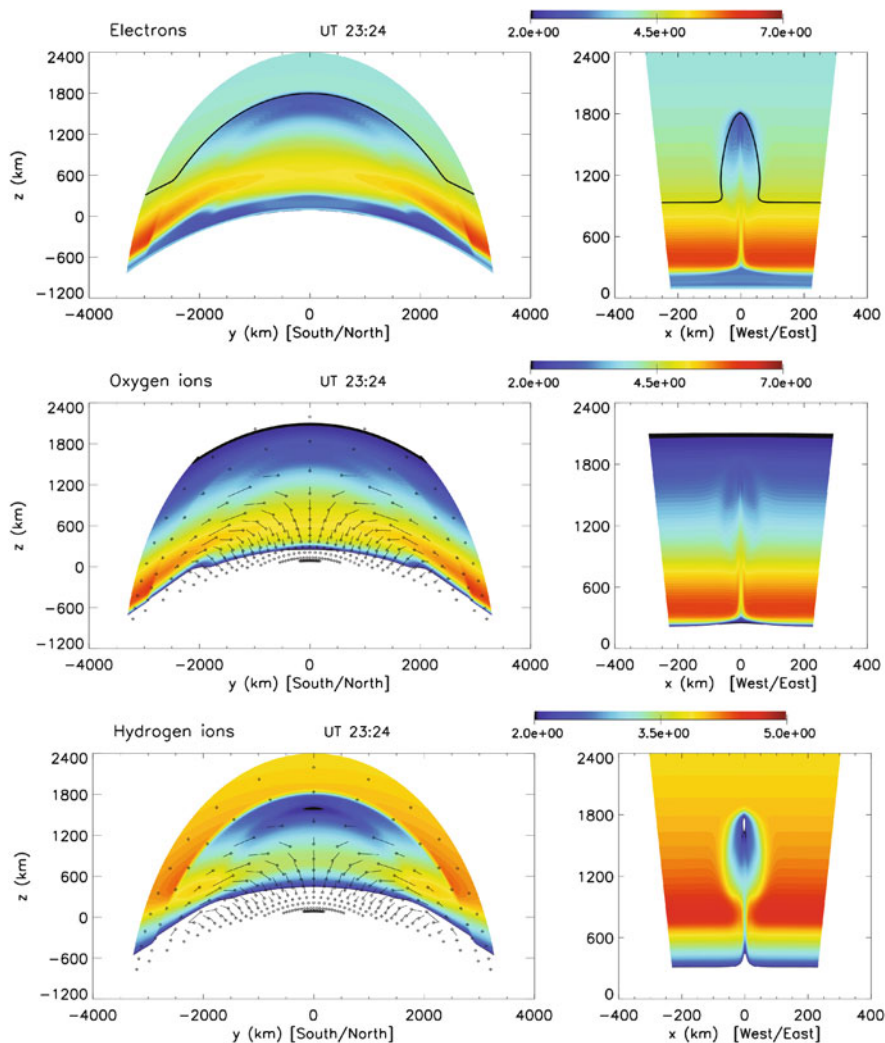 Electrons UT 23:24
2.0e+00 4.5e+00 7.0e+00
2400
1800
1200
600
0
−600
−1200
z (km)
−4000 −2000 0 2000 4000
y (km) [South/North]
2400
1800
1200
600
0
z (km)
−400 −200 0 200 400
x (km) [West/East]
Oxygen ions UT 23:24
2.0e+00 4.5e+00 7.0e+00
2400
1800
1200
600
0
−600
−1200
z (km)
−4000 −2000 0 2000 4000
y (km) [South/North]
2400
1800
1200
600
0
z (km)
−400 −200 0 200 400
x (km) [West/East]
Hydrogen ions UT 23:24
2.0e+00 3.5e+00 5.0e+00
2400
1800
1200
600
0
−600
−1200
z (km)
−4000 −2000 0 2000 4000
y (km) [South/North]
2400
1800
1200
600
0
z (km)
−400 −200 0 200 400
x (km) [West/East]